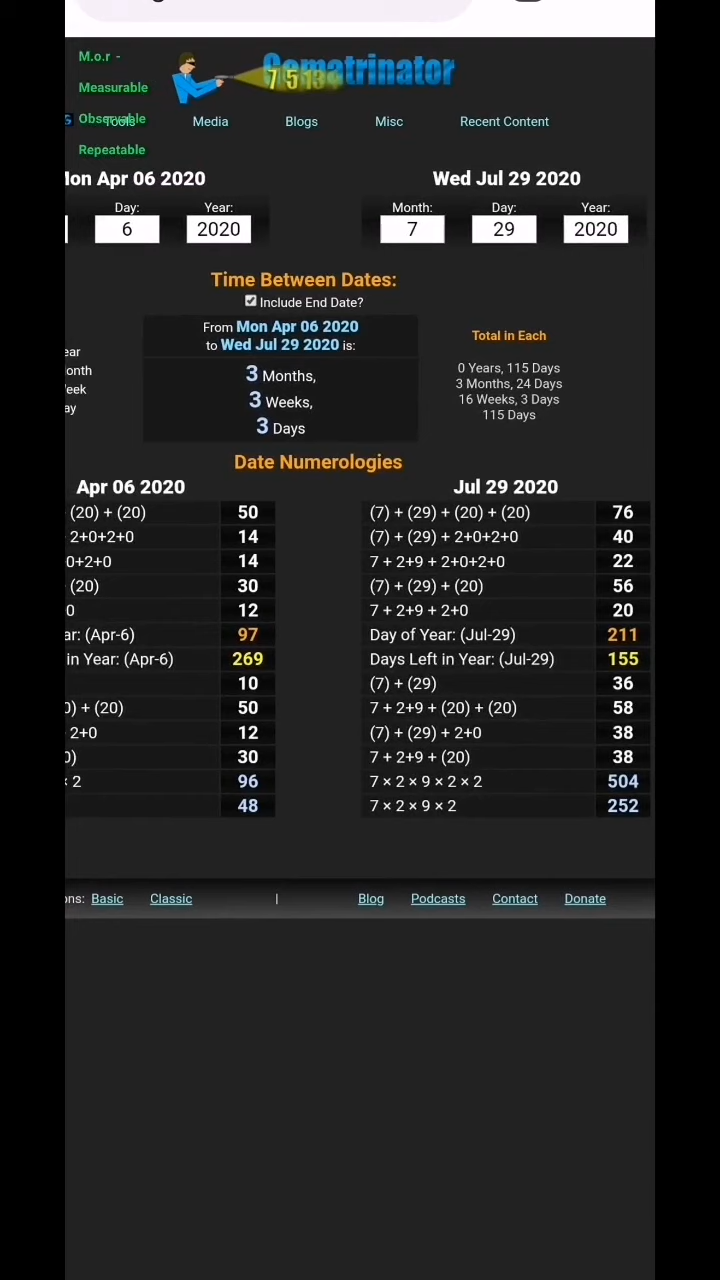 M.o.r -
Measurable
Observable
Repeatable
Gematrinator
Tools Media Blogs Misc Recent Content
Mon Apr 06 2020 Wed Jul 29 2020
Day: Year: Month: Day: Year:
6 2020 7 29 2020
Time Between Dates:
Include End Date?
From Mon Apr 06 2020
to Wed Jul 29 2020 is:
3 Months,
3 Weeks,
3 Days
Total in Each
0 Years, 115 Days
3 Months, 24 Days
16 Weeks, 3 Days
115 Days
ear
onth
eek
ay
Date Numerologies
Apr 06 2020 Jul 29 2020
(20) + (20) 50 (7) + (29) + (20) + (20) 76
2+0+2+0 14 (7) + (29) + 2+0+2+0 40
0+2+0 14 7 + 2+9 + 2+0+2+0 22
(20) 30 (7) + (29) + (20) 56
0 12 7 + 2+9 + 2+0 20
ar: (Apr-6) 97 Day of Year: (Jul-29) 211
in Year: (Apr-6) 269 Days Left in Year: (Jul-29) 155
10 (7) + (29) 36
0) + (20) 50 7 + 2+9 + (20) + (20) 58
2+0 12 (7) + (29) + 2+0 38
0) 30 7 + 2+9 + (20) 38
× 2 96 7 × 2 × 9 × 2 × 2 504
48 7 × 2 × 9 × 2 252
ons: Basic Classic | Blog Podcasts Contact Donate